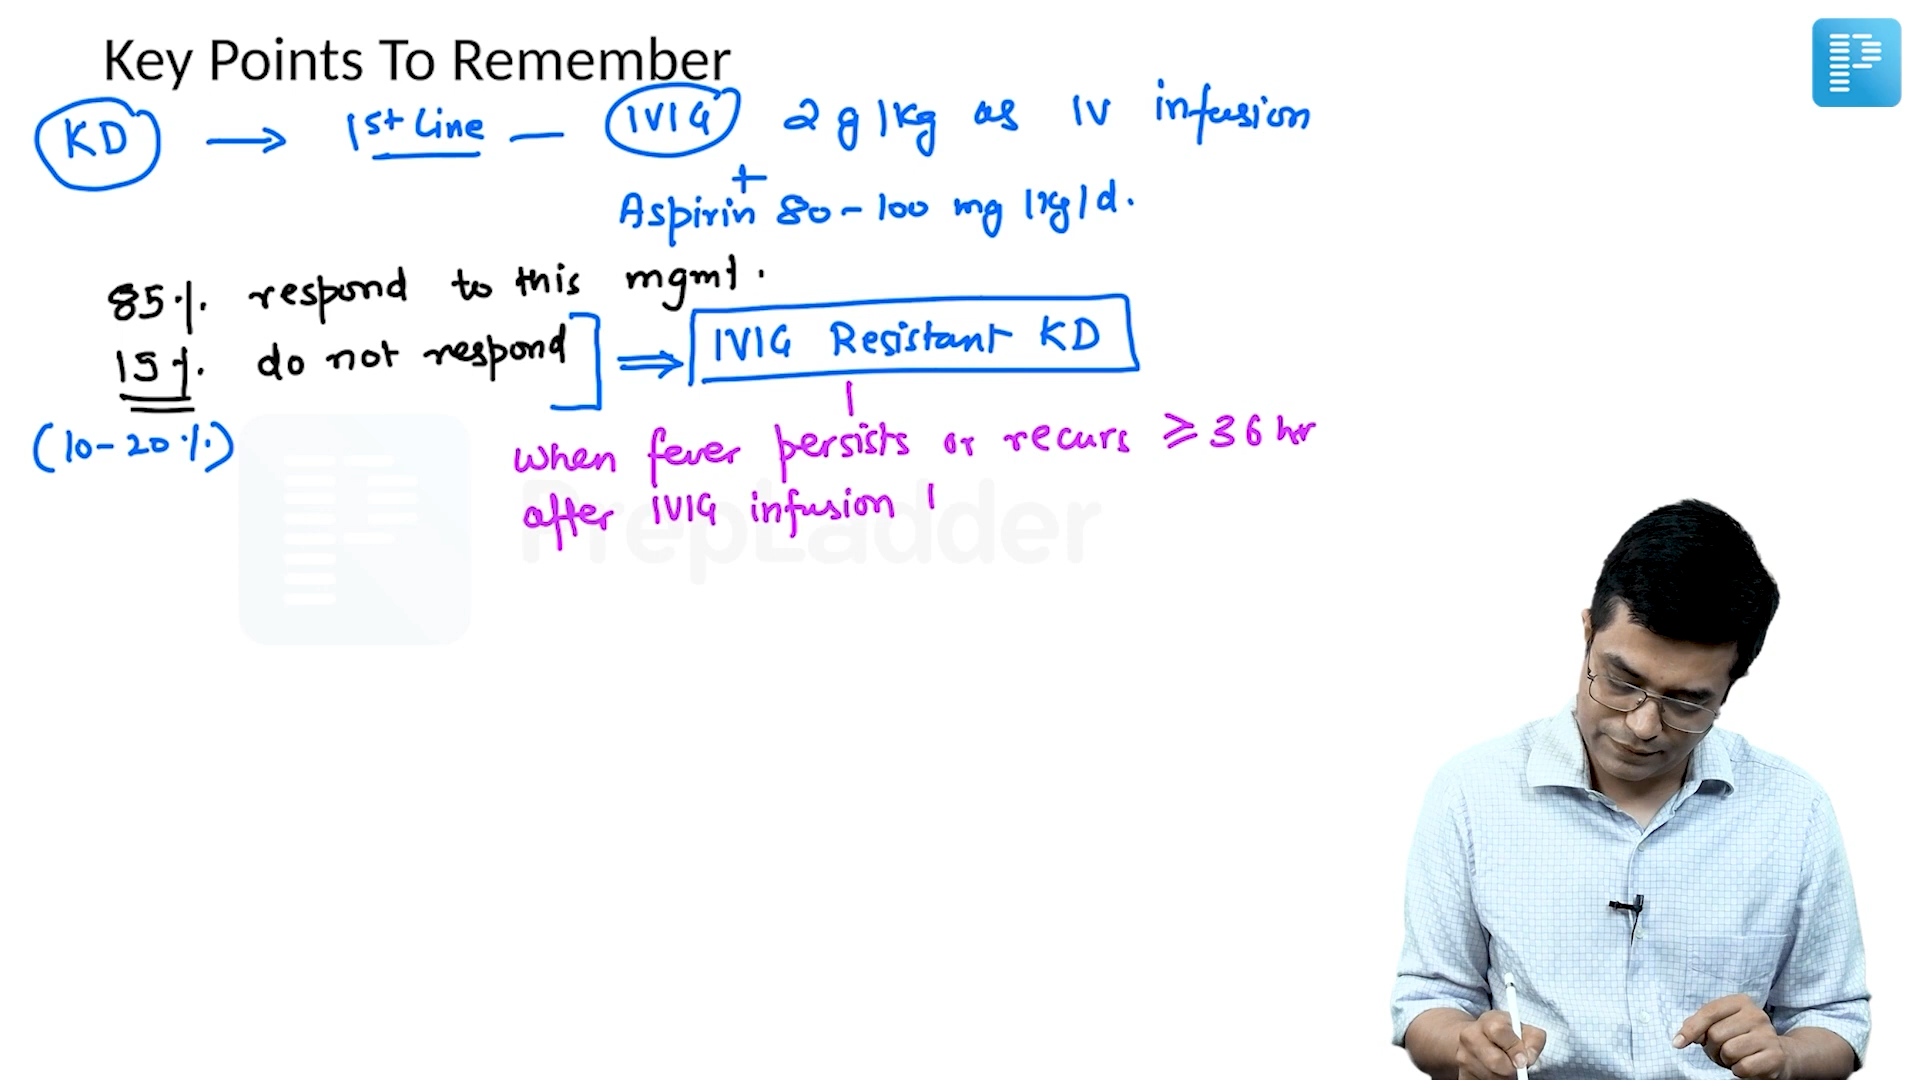 Key Points To Remember
KD → 1st Line — IVIG 2 g/kg as IV infusion
+
Aspirin 80-100 mg/kg/d.
85%. respond to this mgmt.
15%. do not respond ⇒ IVIG Resistant KD
(10-20%)
when fever persists or recurs ≥ 36 hr
after IVIG infusion
PrepLadder